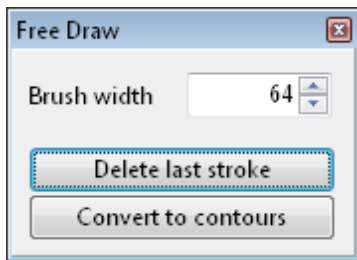 Free Draw
Brush width 64
Delete last stroke
Convert to contours